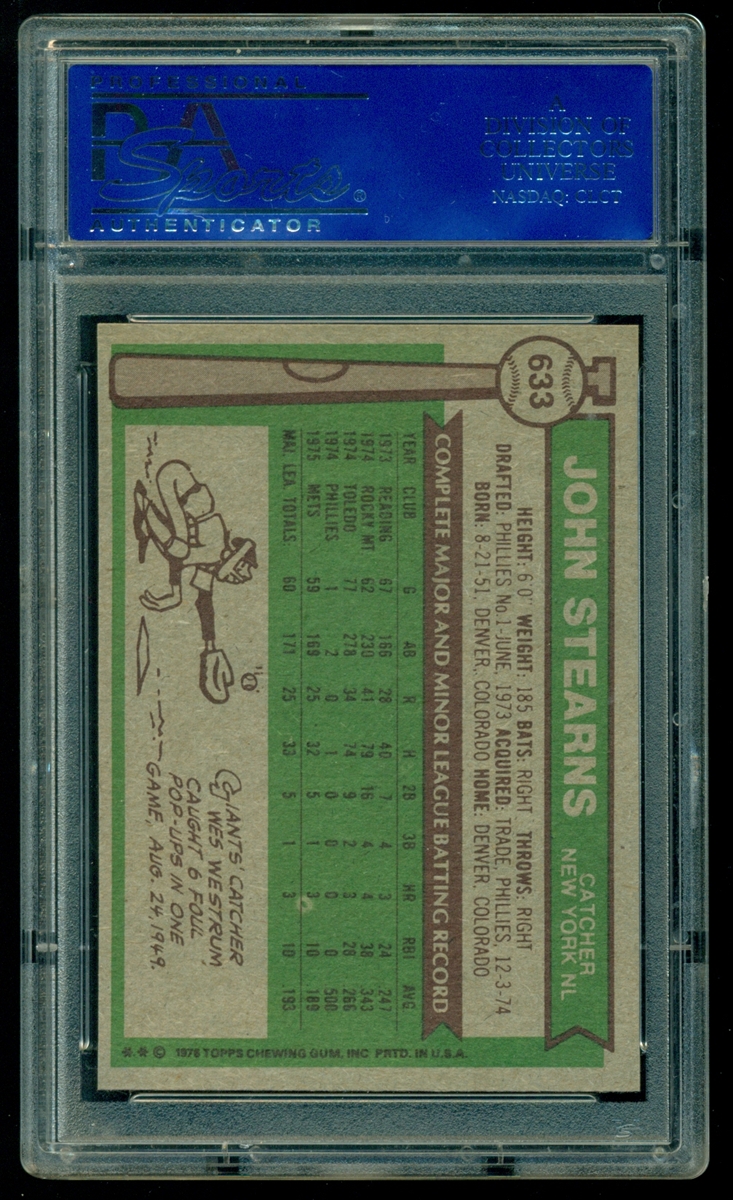 PROFESSIONAL
PSA
Sports®
AUTHENTICATOR
A
DIVISION OF
COLLECTORS
UNIVERSE
NASDAQ: CLCT
633
JOHN STEARNS
CATCHER
NEW YORK NL
HEIGHT: 6'0" WEIGHT: 185 BATS: RIGHT THROWS: RIGHT
DRAFTED: PHILLIES No.1-JUNE, 1973 ACQUIRED: TRADE, PHILLIES, 12-3-74
BORN: 8-21-51, DENVER, COLORADO HOME: DENVER, COLORADO
COMPLETE MAJOR AND MINOR LEAGUE BATTING RECORD
YEAR CLUB G AB R H 2B 3B HR RBI AVG
1973 READING 67 166 28 40 7 4 3 24 247
1974 ROCKY MT 62 230 41 79 16 4 4 38 343
1974 TOLEDO 77 278 34 74 9 2 3 28 266
1974 PHILLIES 1 2 0 1 0 0 0 0 500
1975 METS 59 169 25 32 5 1 3 10 189
MAJ. LEA. TOTALS: 60 171 25 33 5 1 3 10 193
GIANTS' CATCHER
WES WESTRUM
CAUGHT 6 FOUL
POP-UPS IN ONE
GAME, AUG. 24, 1949.
*.* © 1976 TOPPS CHEWING GUM, INC PRTD. IN U.S.A.